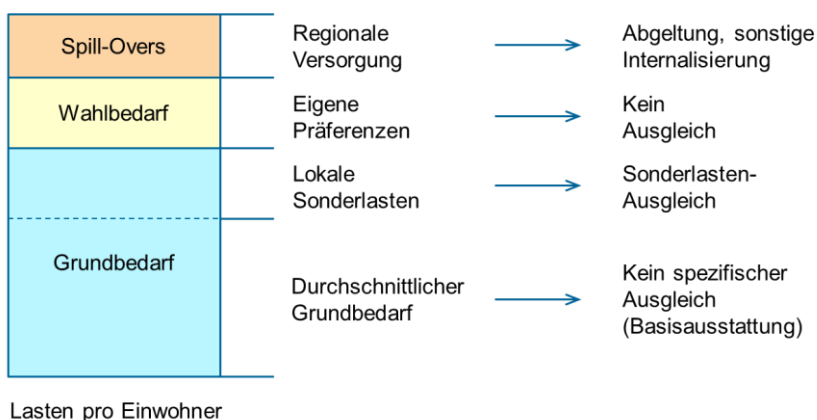 Spill-Overs
Regionale
Versorgung
Abgeltung, sonstige
Internalisierung
Wahlbedarf
Eigene
Präferenzen
Kein
Ausgleich
Lokale
Sonderlasten
Sonderlasten-
Ausgleich
Grundbedarf
Durchschnittlicher
Grundbedarf
Kein spezifischer
Ausgleich
(Basisausstattung)
Lasten pro Einwohner